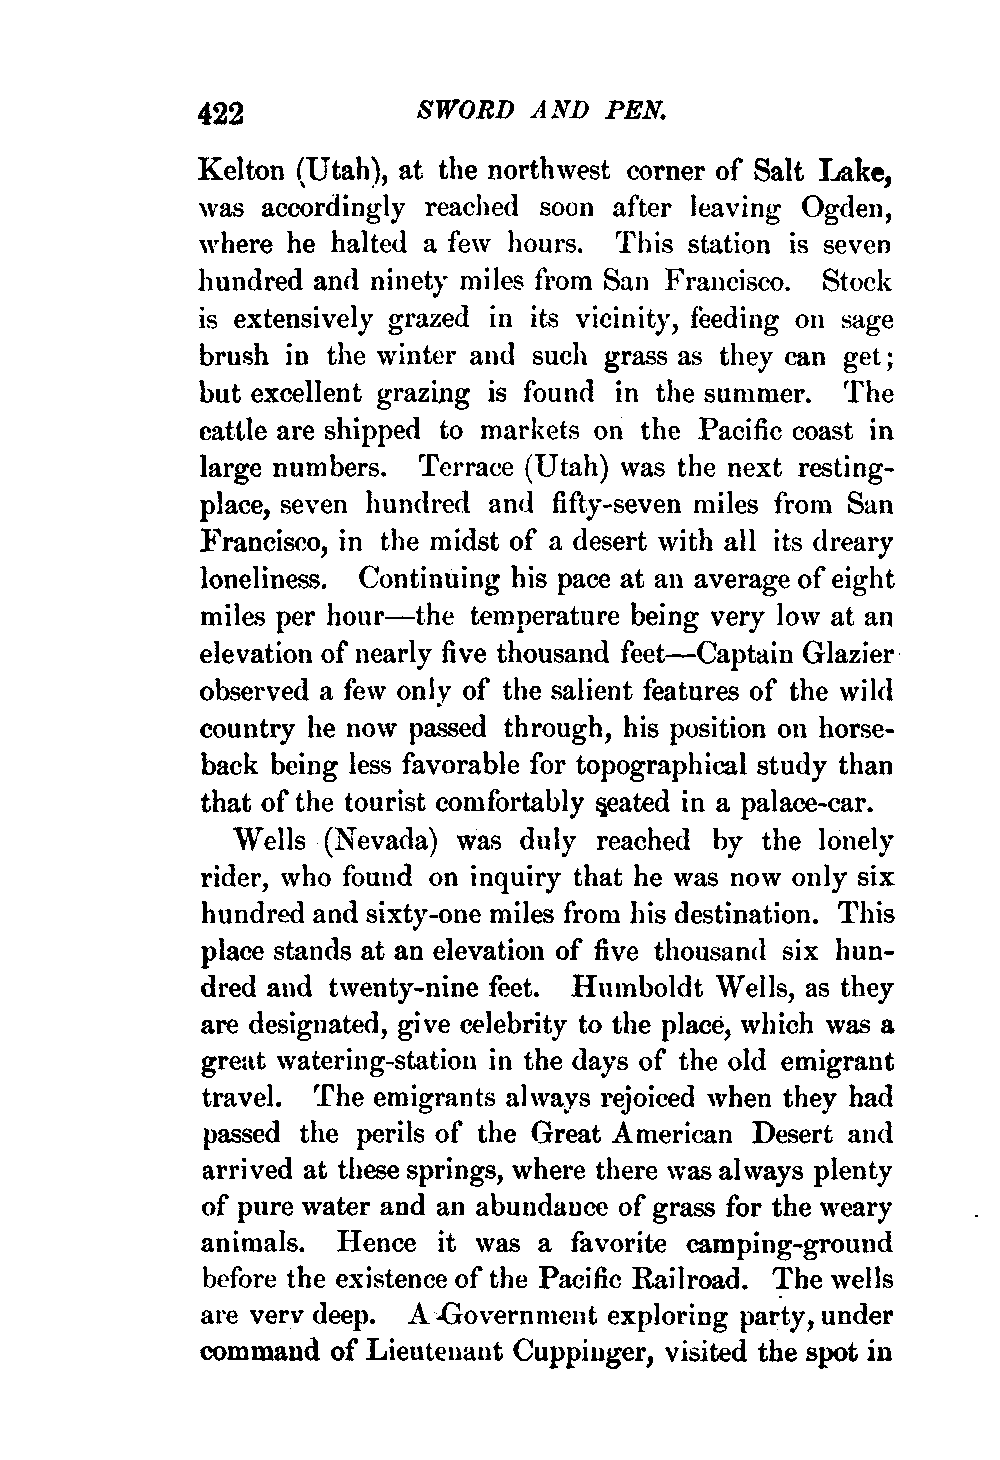 422 SWORD AND PEN.
Kelton (Utah), at the northwest corner of Salt Lake,
was accordingly reached soon after leaving Ogden,
where he halted a few hours. This station is seven
hundred and ninety miles from San Francisco. Stock
is extensively grazed in its vicinity, feeding on sage
brush in the winter and such grass as they can get;
but excellent grazing is found in the summer. The
cattle are shipped to markets on the Pacific coast in
large numbers. Terrace (Utah) was the next resting-
place, seven hundred and fifty-seven miles from San
Francisco, in the midst of a desert with all its dreary
loneliness. Continuing his pace at an average of eight
miles per hour—the temperature being very low at an
elevation of nearly five thousand feet—Captain Glazier
observed a few only of the salient features of the wild
country he now passed through, his position on horse-
back being less favorable for topographical study than
that of the tourist comfortably seated in a palace-car.
Wells (Nevada) was duly reached by the lonely
rider, who found on inquiry that he was now only six
hundred and sixty-one miles from his destination. This
place stands at an elevation of five thousand six hun-
dred and twenty-nine feet. Humboldt Wells, as they
are designated, give celebrity to the place, which was a
great watering-station in the days of the old emigrant
travel. The emigrants always rejoiced when they had
passed the perils of the Great American Desert and
arrived at these springs, where there was always plenty
of pure water and an abundance of grass for the weary
animals. Hence it was a favorite camping-ground
before the existence of the Pacific Railroad. The wells
are very deep. A Government exploring party, under
command of Lieutenant Cuppinger, visited the spot in